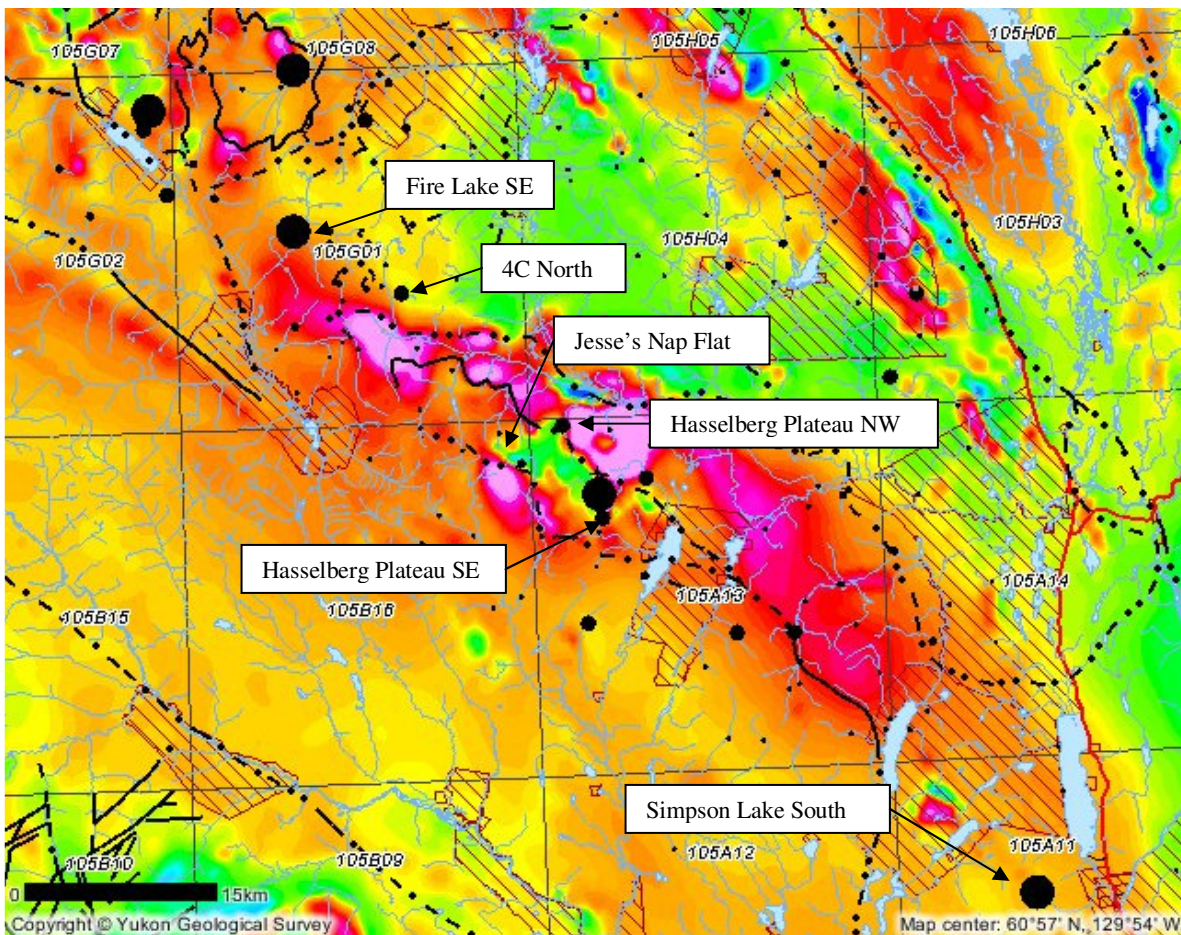 105G07
105G08
105H05
105H06
Fire Lake SE
105G02
105G01
4C North
105H04
105H03
Jesse's Nap Flat
Hasselberg Plateau NW
Hasselberg Plateau SE
105B15
105B16
105A13
105A14
Simpson Lake South
105B10
105B09
105A12
105A11
0 15km
Copyright © Yukon Geological Survey
Map center: 60°57' N, 129°54' W